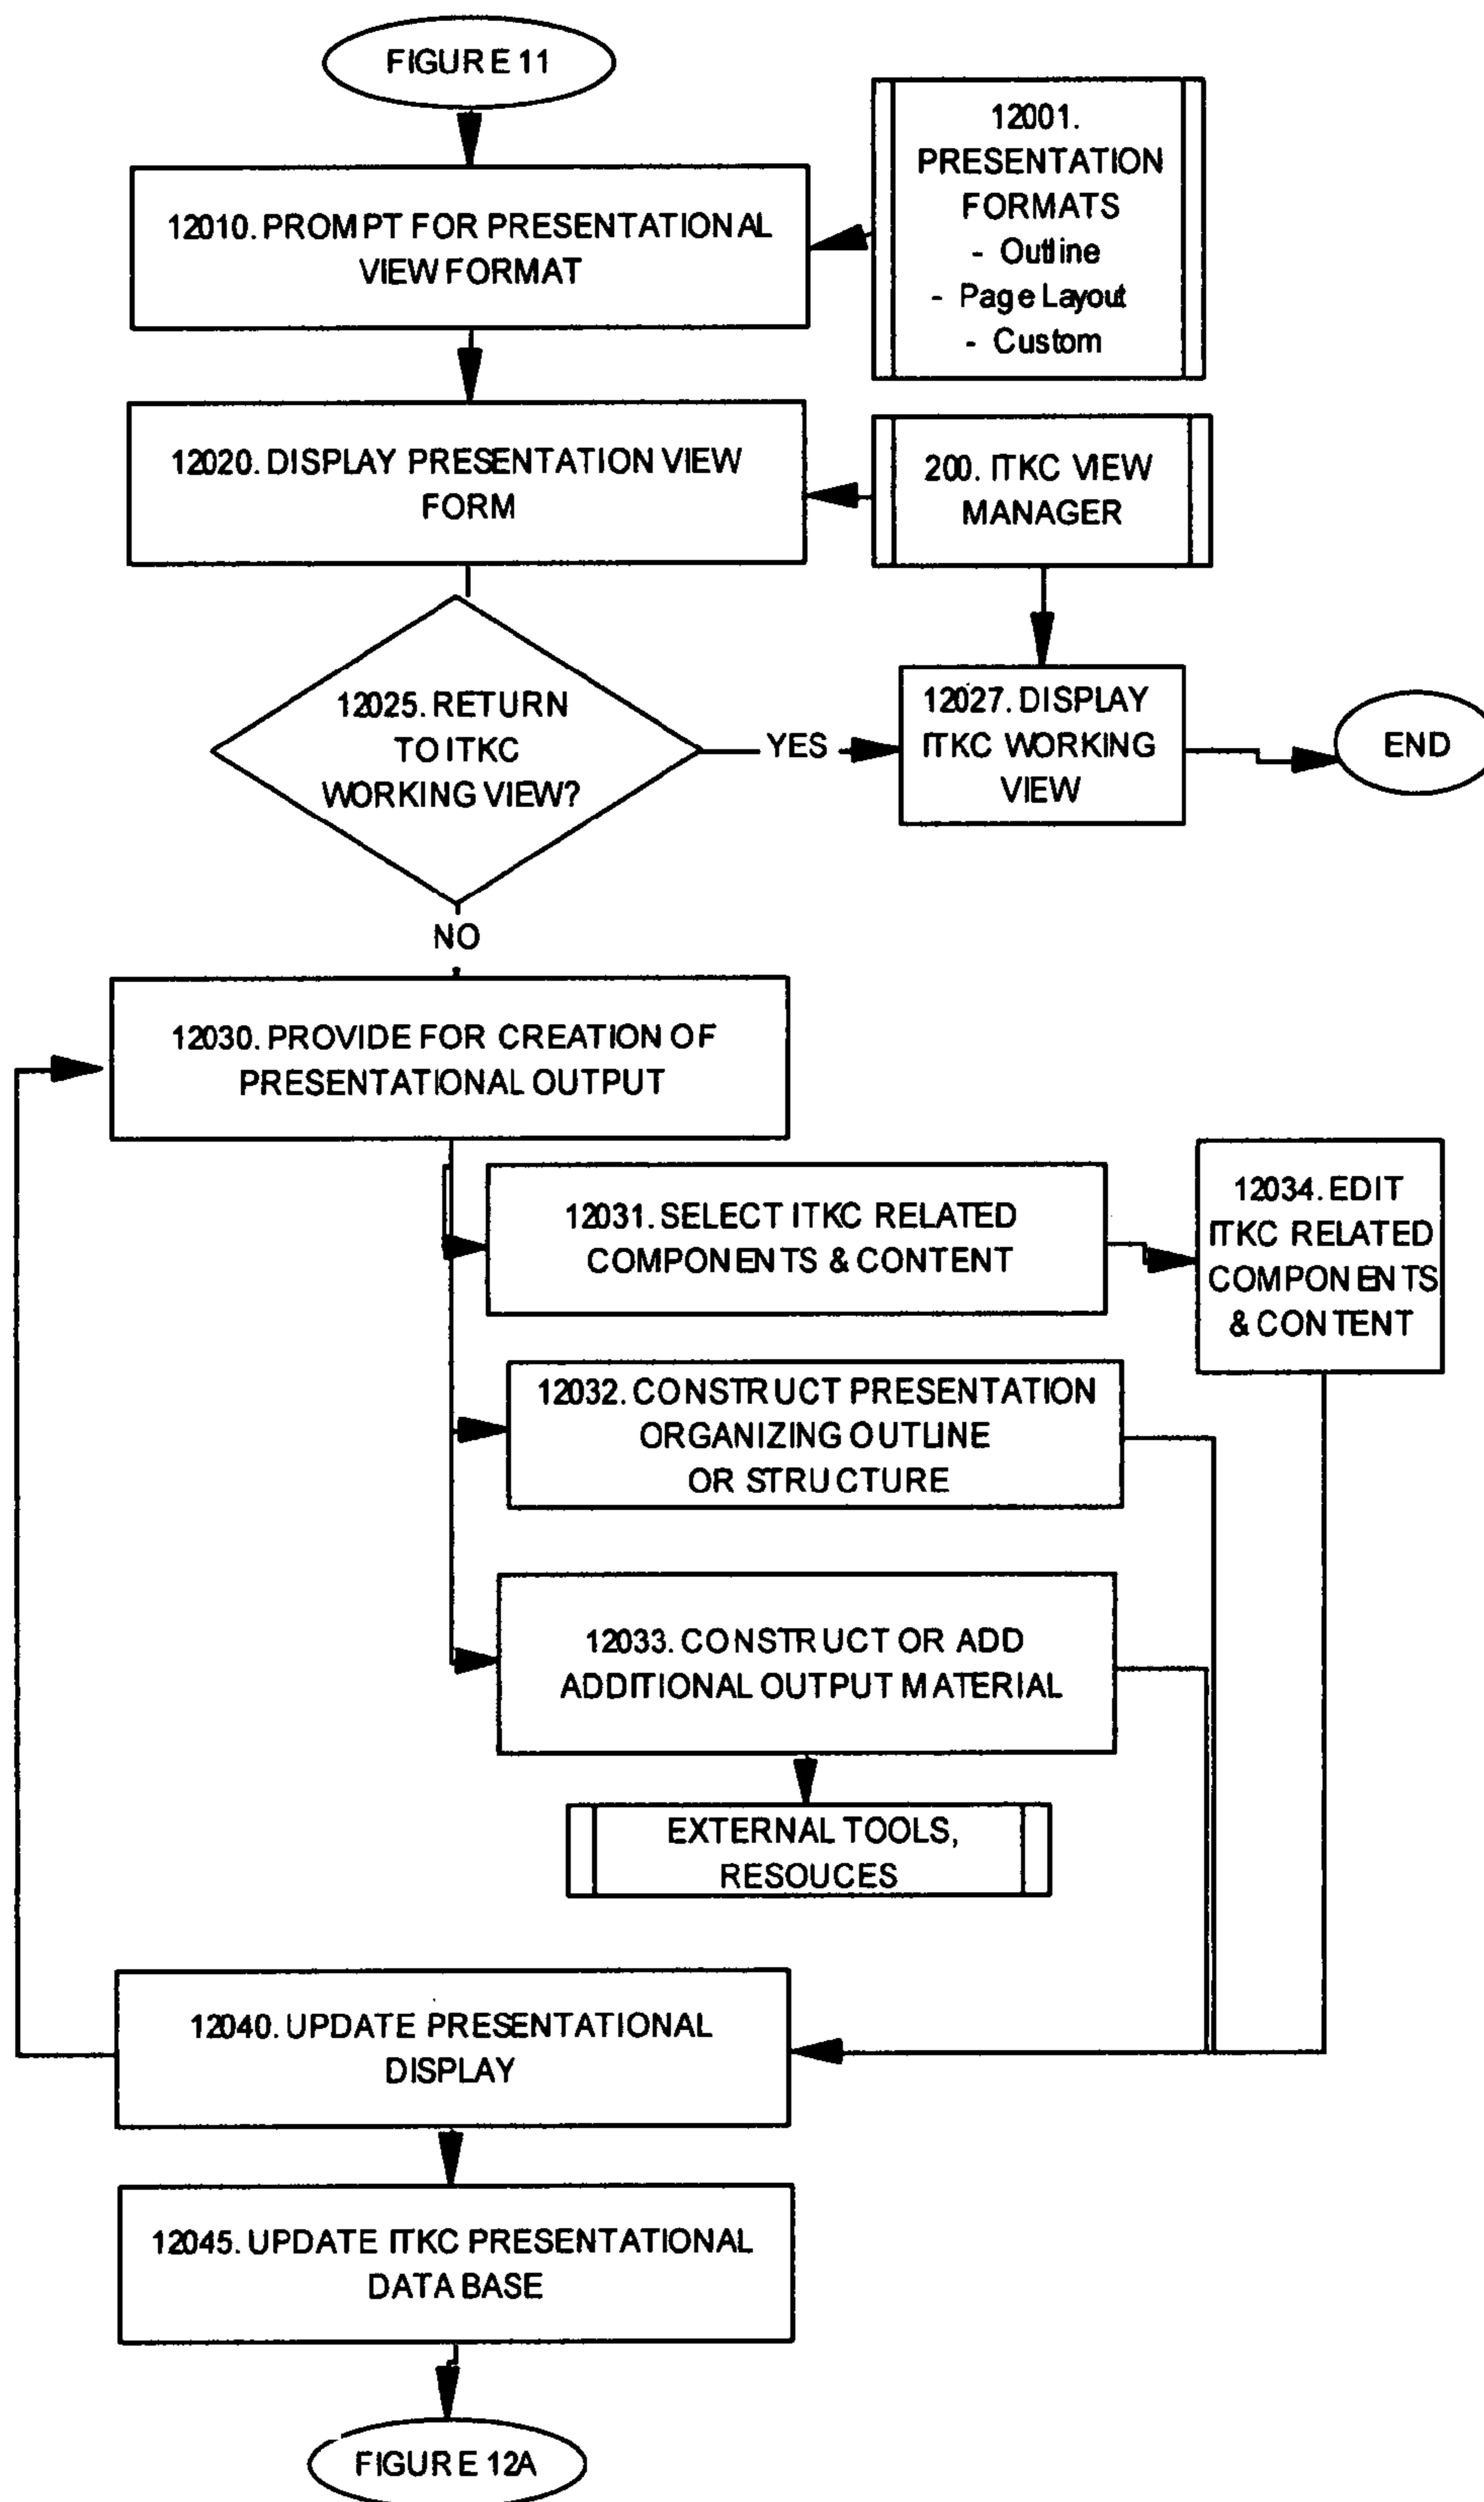 FIGURE 11
12001.
PRESENTATION
FORMATS
- Outline
- Page Layout
- Custom
12010. PROMPT FOR PRESENTATIONAL
VIEW FORMAT
12020. DISPLAY PRESENTATION VIEW
FORM
200. ITKC VIEW
MANAGER
12025. RETURN
TO ITKC
WORKING VIEW?
YES
12027. DISPLAY
ITKC WORKING
VIEW
END
NO
12030. PROVIDE FOR CREATION OF
PRESENTATIONAL OUTPUT
12031. SELECT ITKC RELATED
COMPONENTS & CONTENT
12034. EDIT
ITKC RELATED
COMPONENTS
& CONTENT
12032. CONSTRUCT PRESENTATION
ORGANIZING OUTLINE
OR STRUCTURE
12033. CONSTRUCT OR ADD
ADDITIONAL OUTPUT MATERIAL
EXTERNAL TOOLS,
RESOUCES
12040. UPDATE PRESENTATIONAL
DISPLAY
12045. UPDATE ITKC PRESENTATIONAL
DATA BASE
FIGURE 12A